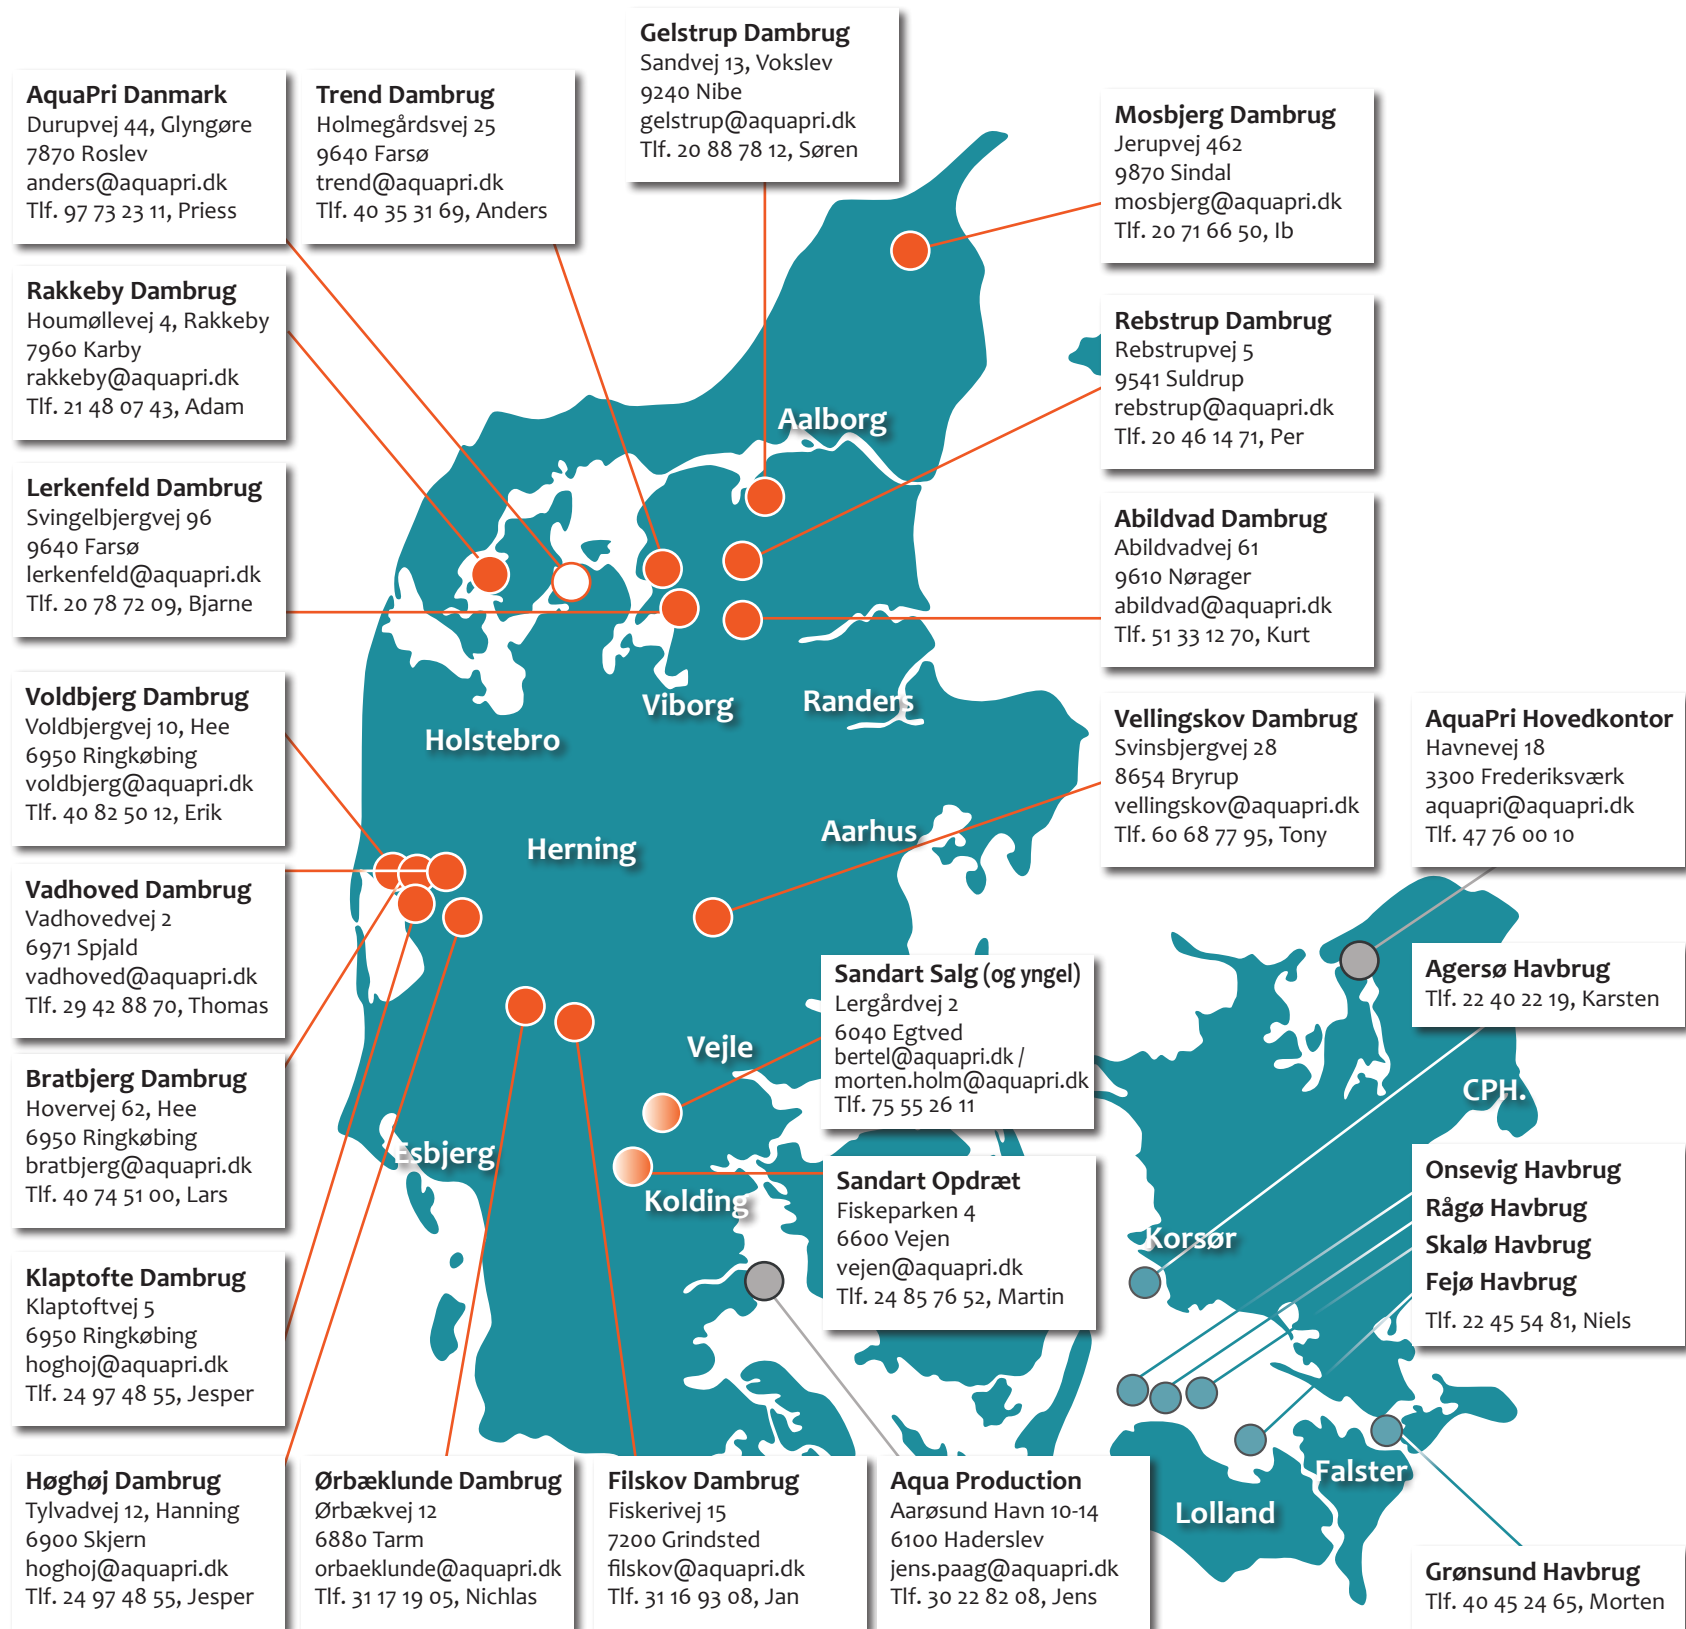 Gelstrup Dambrug
Sandvej 13, Vokslev
9240 Nibe
gelstrup@aquapri.dk
Tlf. 20 88 78 12, Søren
AquaPri Danmark
Durupvej 44, Glyngøre
7870 Roslev
anders@aquapri.dk
Tlf. 97 73 23 11, Priess
Trend Dambrug
Holmegårdsvej 25
9640 Farsø
trend@aquapri.dk
Tlf. 40 35 31 69, Anders
Mosbjerg Dambrug
Jerupvej 462
9870 Sindal
mosbjerg@aquapri.dk
Tlf. 20 71 66 50, Ib
Rakkeby Dambrug
Houmøllevej 4, Rakkeby
7960 Karby
rakkeby@aquapri.dk
Tlf. 21 48 07 43, Adam
Rebstrup Dambrug
Rebstrupvej 5
9541 Suldrup
rebstrup@aquapri.dk
Tlf. 20 46 14 71, Per
Aalborg
Lerkenfeld Dambrug
Svingelbjergvej 96
9640 Farsø
lerkenfeld@aquapri.dk
Tlf. 20 78 72 09, Bjarne
Abildvad Dambrug
Abildvadvej 61
9610 Nørager
abildvad@aquapri.dk
Tlf. 51 33 12 70, Kurt
Voldbjerg Dambrug
Voldbjergvej 10, Hee
6950 Ringkøbing
voldbjerg@aquapri.dk
Tlf. 40 82 50 12, Erik
Holstebro
Viborg
Randers
Vellingskov Dambrug
Svinsbjergvej 28
8654 Bryrup
vellingskov@aquapri.dk
Tlf. 60 68 77 95, Tony
AquaPri Hovedkontor
Havnevej 18
3300 Frederiksværk
aquapri@aquapri.dk
Tlf. 47 76 00 10
Herning
Aarhus
Vadhoved Dambrug
Vadhovedvej 2
6971 Spjald
vadhoved@aquapri.dk
Tlf. 29 42 88 70, Thomas
Sandart Salg (og yngel)
Lergårdvej 2
6040 Egtved
bertel@aquapri.dk /
morten.holm@aquapri.dk
Tlf. 75 55 26 11
Agersø Havbrug
Tlf. 22 40 22 19, Karsten
Vejle
CPH.
Bratbjerg Dambrug
Hovervej 62, Hee
6950 Ringkøbing
bratbjerg@aquapri.dk
Tlf. 40 74 51 00, Lars
Esbjerg
Kolding
Sandart Opdræt
Fiskeparken 4
6600 Vejen
vejen@aquapri.dk
Tlf. 24 85 76 52, Martin
Korsør
Onsevig Havbrug
Rågø Havbrug
Skalø Havbrug
Fejø Havbrug
Tlf. 22 45 54 81, Niels
Klaptofte Dambrug
Klaptoftvej 5
6950 Ringkøbing
hoghoj@aquapri.dk
Tlf. 24 97 48 55, Jesper
Falster
Lolland
Høghøj Dambrug
Tylvadvej 12, Hanning
6900 Skjern
hoghoj@aquapri.dk
Tlf. 24 97 48 55, Jesper
Ørbæklunde Dambrug
Ørbækvej 12
6880 Tarm
orbaeklunde@aquapri.dk
Tlf. 31 17 19 05, Nichlas
Filskov Dambrug
Fiskerivej 15
7200 Grindsted
filskov@aquapri.dk
Tlf. 31 16 93 08, Jan
Aqua Production
Aarøsund Havn 10-14
6100 Haderslev
jens.paag@aquapri.dk
Tlf. 30 22 82 08, Jens
Grønsund Havbrug
Tlf. 40 45 24 65, Morten